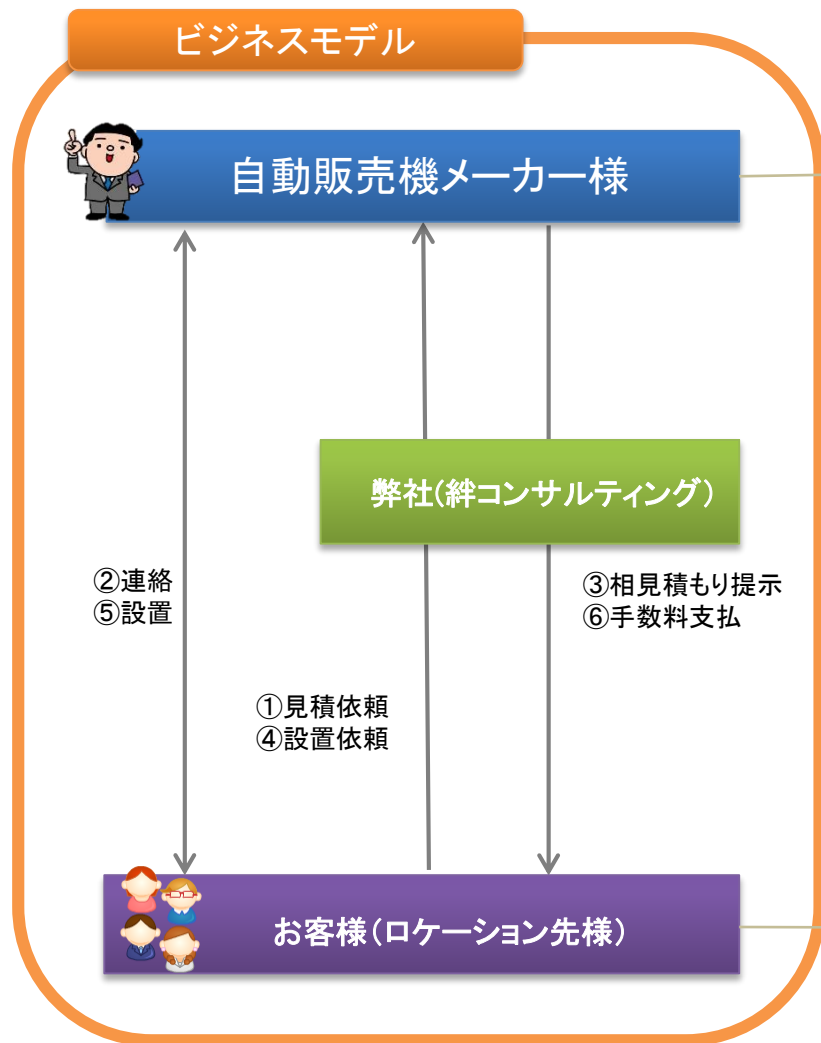 ビジネスモデル
自動販売機メーカー様
弊社(絆コンサルティング)
②連絡
⑤設置
③相見積もり提示
⑥手数料支払
①見積依頼
④設置依頼
お客様(ロケーション先様)